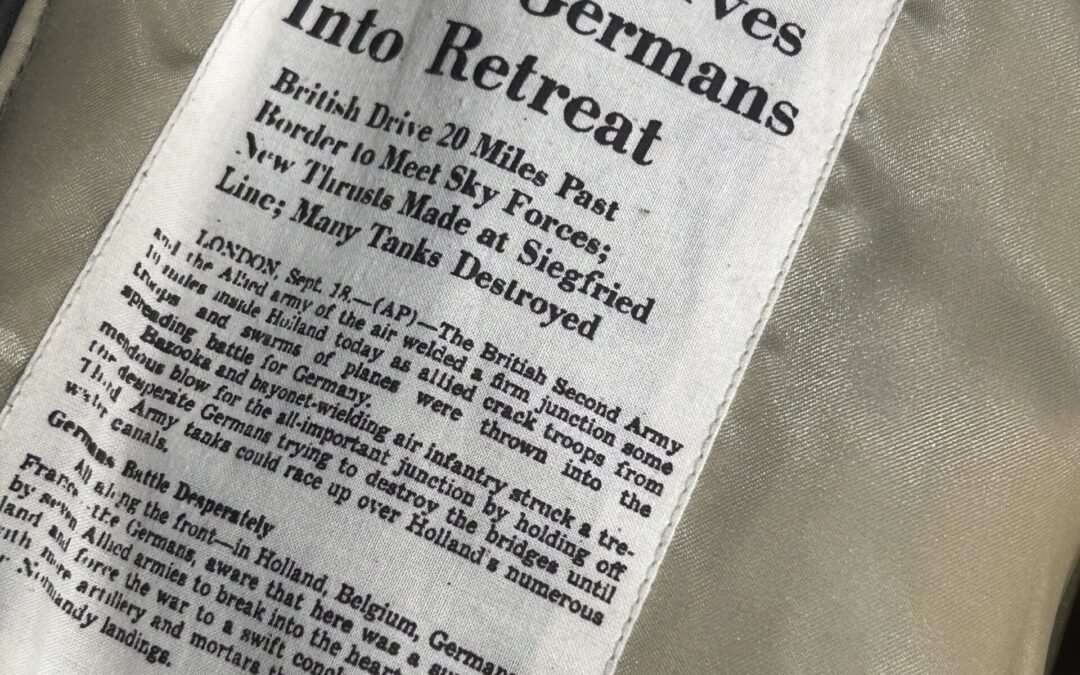 Germans
Into Retreat
British Drive 20 Miles Past
Border to Meet Sky Forces;
New Thrusts Made at Siegfried
Line; Many Tanks Destroyed
LONDON, Sept. 18.—(AP)—The British Second Army
and the Allied army of the air welded a firm junction some
miles inside Holland today as allied crack troops from
troops and swarms of planes were thrown into the
spreading battle for Germany.
Bazooka and bayonet-wielding air infantry struck a tre-
mendous blow for the all-important junction by holding off
the desperate Germans trying to destroy the bridges until
Third Army tanks could race up over Holland's numerous
water canals.
Germans Battle Desperately
All along the front—in Holland, Belgium,
France—the Germans, aware that here was a
by seven Allied armies to break into the
land and force the war to a swift
more artillery and mortars
Normandy landings.